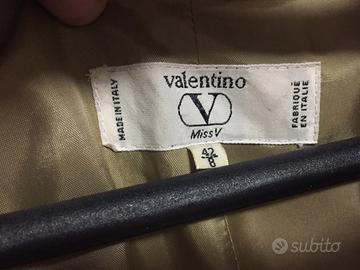 MADE IN ITALY
valentino
V
Miss V
FABRIQUÉ
EN ITALIE
42
8
subito